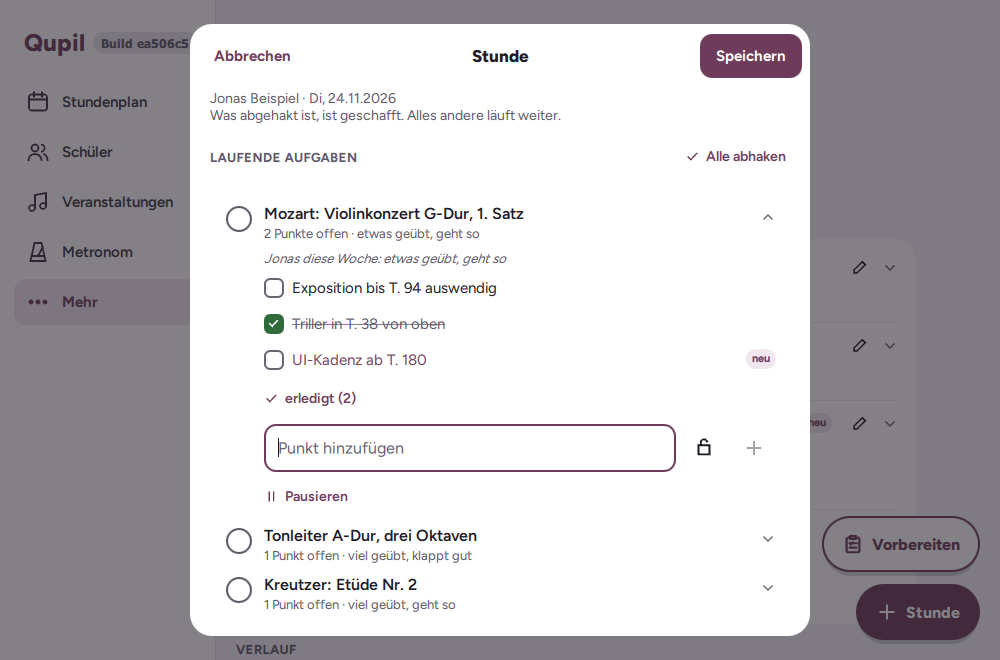 Qupil
Build ea506c5
Stundenplan
Schüler
Veranstaltungen
Metronom
Mehr
Abbrechen
Stunde
Speichern
Jonas Beispiel · Di, 24.11.2026
Was abgehakt ist, ist geschafft. Alles andere läuft weiter.
LAUFENDE AUFGABEN
Alle abhaken
Mozart: Violinkonzert G-Dur, 1. Satz
2 Punkte offen · etwas geübt, geht so
Jonas diese Woche: etwas geübt, geht so
Exposition bis T. 94 auswendig
Triller in T. 38 von oben
UI-Kadenz ab T. 180
neu
erledigt (2)
Punkt hinzufügen
Pausieren
Tonleiter A-Dur, drei Oktaven
1 Punkt offen · viel geübt, klappt gut
Kreutzer: Etüde Nr. 2
1 Punkt offen · viel geübt, geht so
neu
Vorbereiten
Stunde
VERLAUF